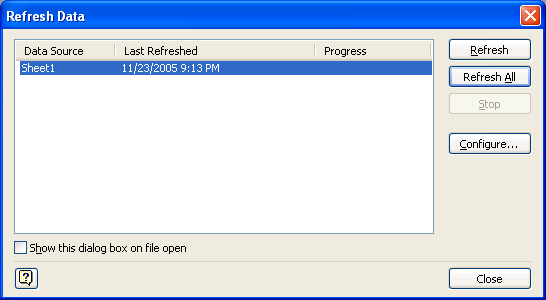 Refresh Data
Data Source Last Refreshed Progress
Sheet1 11/23/2005 9:13 PM
Refresh
Refresh All
Stop
Configure...
Show this dialog box on file open
?
Close